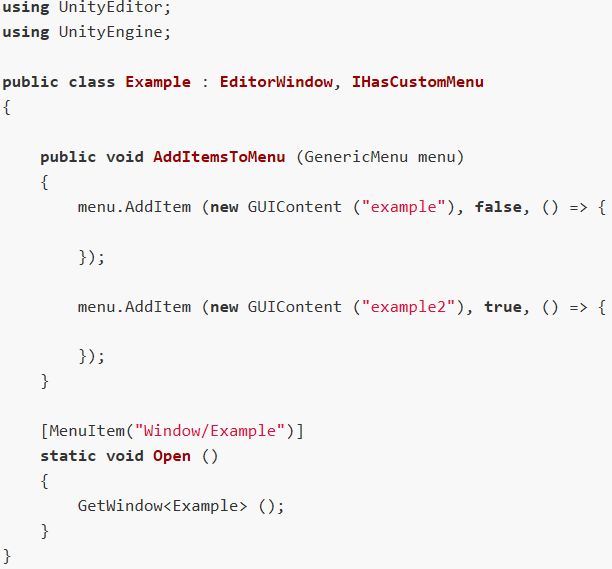 using UnityEditor;
using UnityEngine;
public class Example : EditorWindow, IHasCustomMenu
{
public void AddItemsToMenu (GenericMenu menu)
{
menu.AddItem (new GUIContent ("example"), false, () => {
});
menu.AddItem (new GUIContent ("example2"), true, () => {
});
}
[MenuItem("Window/Example")]
static void Open ()
{
GetWindow<Example> ();
}
}